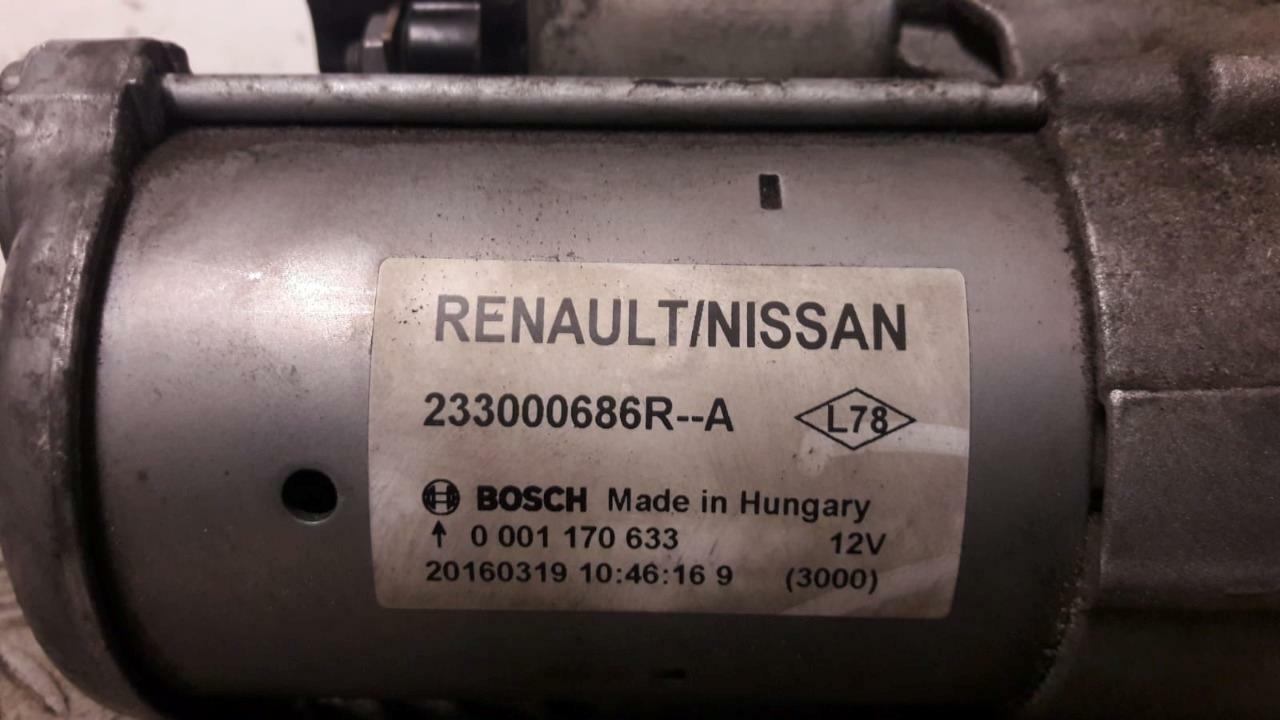 RENAULT/NISSAN
233000686R--A L78
BOSCH Made in Hungary
↑ 0 001 170 633 12V
20160319 10:46:16 9 (3000)